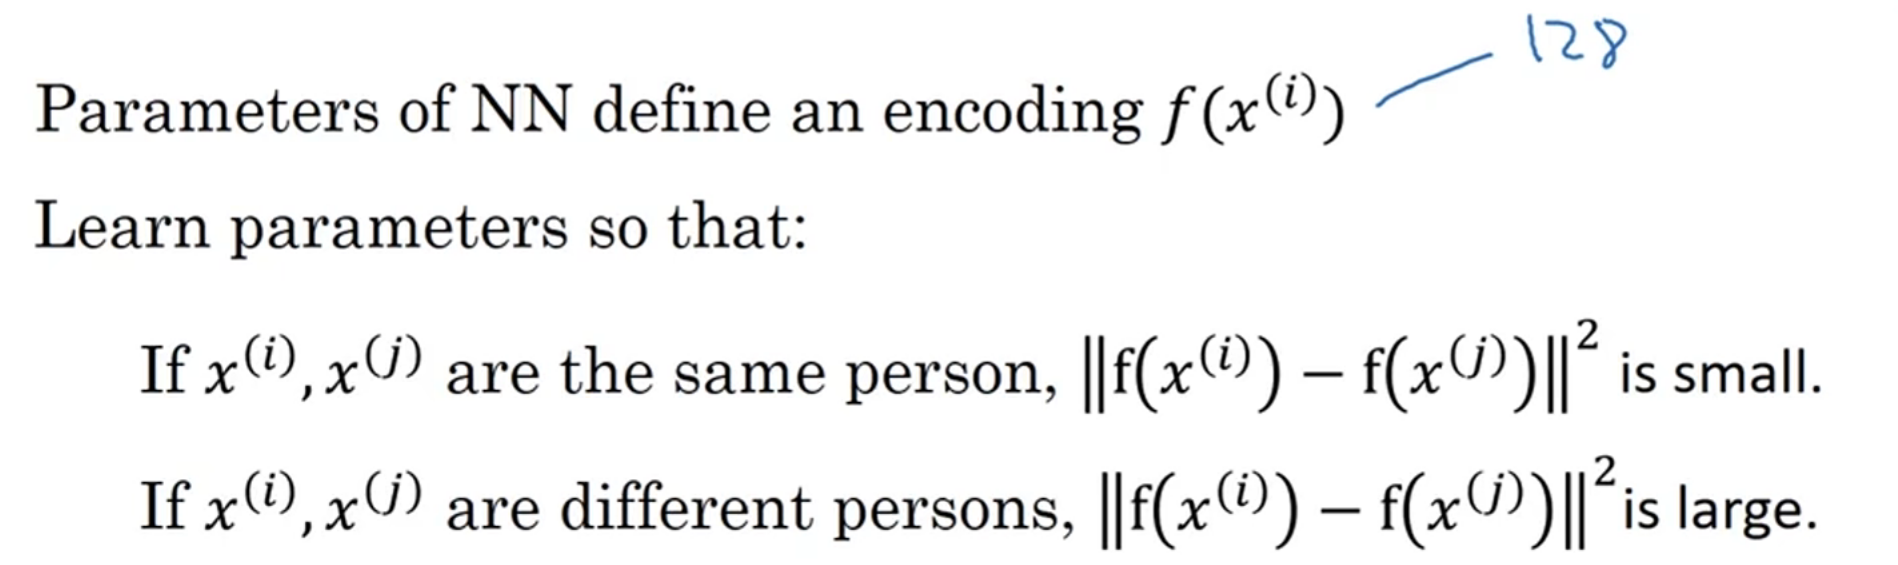 Parameters of NN define an encoding f(x⁽ⁱ⁾) 128
Learn parameters so that:
If x⁽ⁱ⁾, x⁽ʲ⁾ are the same person, ‖f(x⁽ⁱ⁾) − f(x⁽ʲ⁾)‖² is small.
If x⁽ⁱ⁾, x⁽ʲ⁾ are different persons, ‖f(x⁽ⁱ⁾) − f(x⁽ʲ⁾)‖² is large.